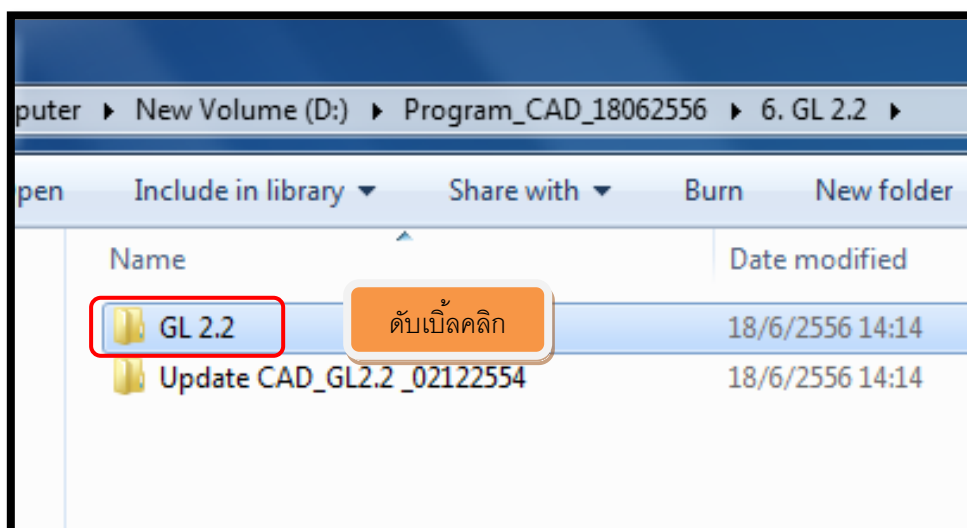 puter ▸ New Volume (D:) ▸ Program_CAD_18062556 ▸ 6. GL 2.2 ▸
pen Include in library ▾ Share with ▾ Burn New folder
Name Date modified
GL 2.2 ดับเบิ้ลคลิก 18/6/2556 14:14
Update CAD_GL2.2 _02122554 18/6/2556 14:14